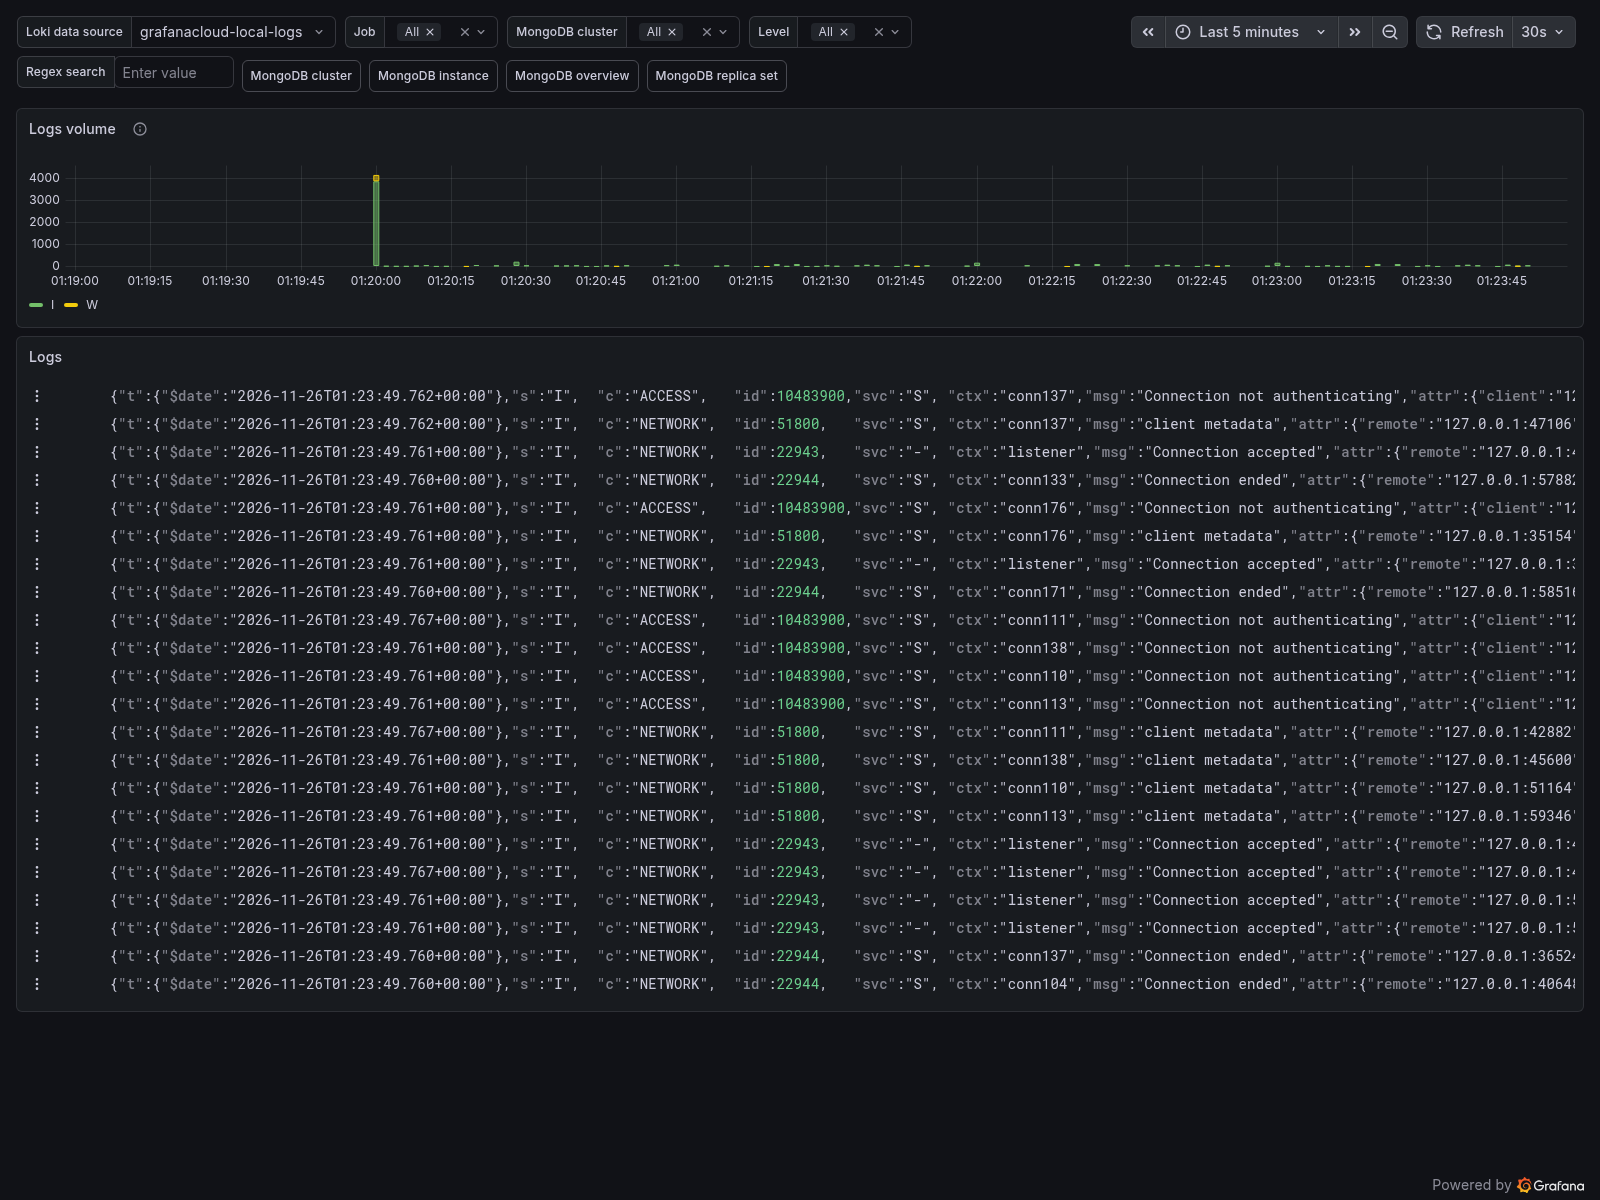 Loki data source grafanacloud-local-logs Job All MongoDB cluster All Level All Last 5 minutes Refresh 30s
Regex search Enter value MongoDB cluster MongoDB instance MongoDB overview MongoDB replica set
Logs volume
4000
3000
2000
1000
0
01:19:00 01:19:15 01:19:30 01:19:45 01:20:00 01:20:15 01:20:30 01:20:45 01:21:00 01:21:15 01:21:30 01:21:45 01:22:00 01:22:15 01:22:30 01:22:45 01:23:00 01:23:15 01:23:30 01:23:45
I W
Logs
{"t":{"$date":"2026-11-26T01:23:49.762+00:00"},"s":"I", "c":"ACCESS", "id":10483900,"svc":"S", "ctx":"conn137","msg":"Connection not authenticating","attr":{"client":"12
{"t":{"$date":"2026-11-26T01:23:49.762+00:00"},"s":"I", "c":"NETWORK", "id":51800, "svc":"S", "ctx":"conn137","msg":"client metadata","attr":{"remote":"127.0.0.1:47106"
{"t":{"$date":"2026-11-26T01:23:49.761+00:00"},"s":"I", "c":"NETWORK", "id":22943, "svc":"-", "ctx":"listener","msg":"Connection accepted","attr":{"remote":"127.0.0.1:4
{"t":{"$date":"2026-11-26T01:23:49.760+00:00"},"s":"I", "c":"NETWORK", "id":22944, "svc":"S", "ctx":"conn133","msg":"Connection ended","attr":{"remote":"127.0.0.1:57882
{"t":{"$date":"2026-11-26T01:23:49.761+00:00"},"s":"I", "c":"ACCESS", "id":10483900,"svc":"S", "ctx":"conn176","msg":"Connection not authenticating","attr":{"client":"12
{"t":{"$date":"2026-11-26T01:23:49.761+00:00"},"s":"I", "c":"NETWORK", "id":51800, "svc":"S", "ctx":"conn176","msg":"client metadata","attr":{"remote":"127.0.0.1:35154"
{"t":{"$date":"2026-11-26T01:23:49.761+00:00"},"s":"I", "c":"NETWORK", "id":22943, "svc":"-", "ctx":"listener","msg":"Connection accepted","attr":{"remote":"127.0.0.1:3
{"t":{"$date":"2026-11-26T01:23:49.760+00:00"},"s":"I", "c":"NETWORK", "id":22944, "svc":"S", "ctx":"conn171","msg":"Connection ended","attr":{"remote":"127.0.0.1:58516
{"t":{"$date":"2026-11-26T01:23:49.767+00:00"},"s":"I", "c":"ACCESS", "id":10483900,"svc":"S", "ctx":"conn111","msg":"Connection not authenticating","attr":{"client":"12
{"t":{"$date":"2026-11-26T01:23:49.761+00:00"},"s":"I", "c":"ACCESS", "id":10483900,"svc":"S", "ctx":"conn138","msg":"Connection not authenticating","attr":{"client":"12
{"t":{"$date":"2026-11-26T01:23:49.761+00:00"},"s":"I", "c":"ACCESS", "id":10483900,"svc":"S", "ctx":"conn110","msg":"Connection not authenticating","attr":{"client":"12
{"t":{"$date":"2026-11-26T01:23:49.761+00:00"},"s":"I", "c":"ACCESS", "id":10483900,"svc":"S", "ctx":"conn113","msg":"Connection not authenticating","attr":{"client":"12
{"t":{"$date":"2026-11-26T01:23:49.767+00:00"},"s":"I", "c":"NETWORK", "id":51800, "svc":"S", "ctx":"conn111","msg":"client metadata","attr":{"remote":"127.0.0.1:42882"
{"t":{"$date":"2026-11-26T01:23:49.761+00:00"},"s":"I", "c":"NETWORK", "id":51800, "svc":"S", "ctx":"conn138","msg":"client metadata","attr":{"remote":"127.0.0.1:45600"
{"t":{"$date":"2026-11-26T01:23:49.761+00:00"},"s":"I", "c":"NETWORK", "id":51800, "svc":"S", "ctx":"conn110","msg":"client metadata","attr":{"remote":"127.0.0.1:51164"
{"t":{"$date":"2026-11-26T01:23:49.761+00:00"},"s":"I", "c":"NETWORK", "id":51800, "svc":"S", "ctx":"conn113","msg":"client metadata","attr":{"remote":"127.0.0.1:59346"
{"t":{"$date":"2026-11-26T01:23:49.761+00:00"},"s":"I", "c":"NETWORK", "id":22943, "svc":"-", "ctx":"listener","msg":"Connection accepted","attr":{"remote":"127.0.0.1:4
{"t":{"$date":"2026-11-26T01:23:49.767+00:00"},"s":"I", "c":"NETWORK", "id":22943, "svc":"-", "ctx":"listener","msg":"Connection accepted","attr":{"remote":"127.0.0.1:4
{"t":{"$date":"2026-11-26T01:23:49.761+00:00"},"s":"I", "c":"NETWORK", "id":22943, "svc":"-", "ctx":"listener","msg":"Connection accepted","attr":{"remote":"127.0.0.1:5
{"t":{"$date":"2026-11-26T01:23:49.761+00:00"},"s":"I", "c":"NETWORK", "id":22943, "svc":"-", "ctx":"listener","msg":"Connection accepted","attr":{"remote":"127.0.0.1:5
{"t":{"$date":"2026-11-26T01:23:49.760+00:00"},"s":"I", "c":"NETWORK", "id":22944, "svc":"S", "ctx":"conn137","msg":"Connection ended","attr":{"remote":"127.0.0.1:36524
{"t":{"$date":"2026-11-26T01:23:49.760+00:00"},"s":"I", "c":"NETWORK", "id":22944, "svc":"S", "ctx":"conn104","msg":"Connection ended","attr":{"remote":"127.0.0.1:40648
Powered by Grafana